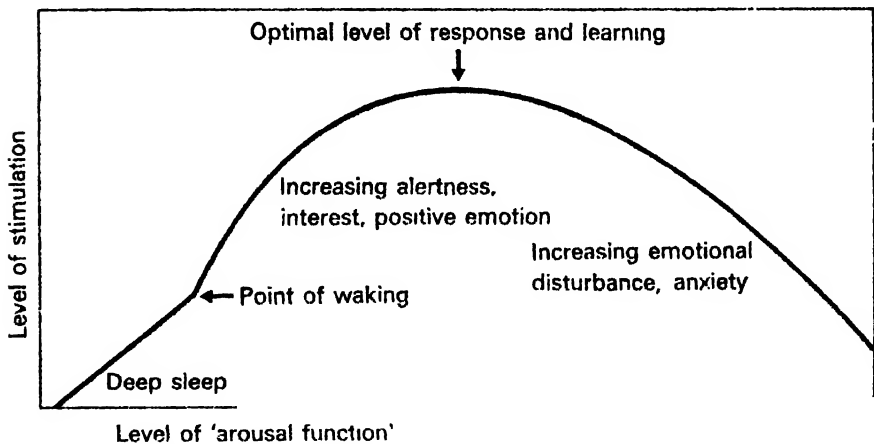 Optimal level of response and learning
Level of stimulation
Increasing alertness,
interest, positive emotion
Increasing emotional
disturbance, anxiety
Point of waking
Deep sleep
Level of 'arousal function'